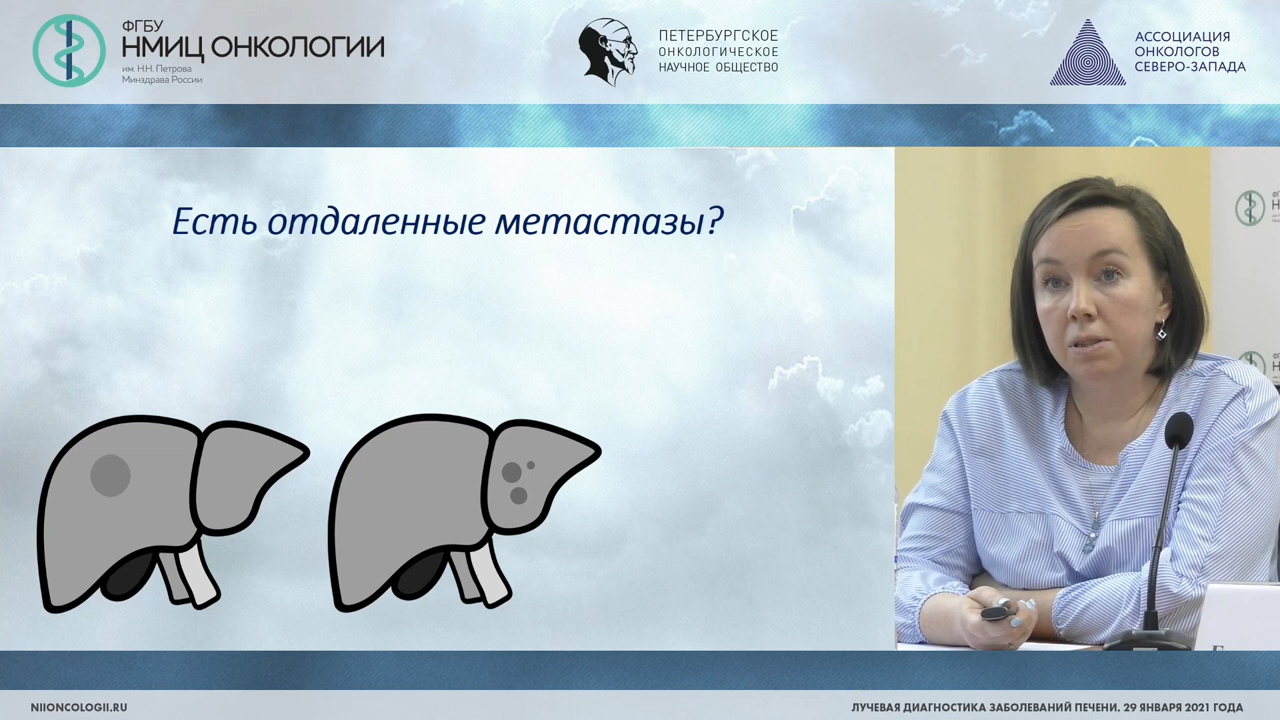 ФГБУ
НМИЦ ОНКОЛОГИИ
им. Н.Н. Петрова
Минздрава России
ПЕТЕРБУРГСКОЕ
ОНКОЛОГИЧЕСКОЕ
НАУЧНОЕ ОБЩЕСТВО
АССОЦИАЦИЯ
ОНКОЛОГОВ
СЕВЕРО-ЗАПАДА
Есть отдаленные метастазы?
NIIONCOLOGII.RU
ЛУЧЕВАЯ ДИАГНОСТИКА ЗАБОЛЕВАНИЙ ПЕЧЕНИ. 29 ЯНВАРЯ 2021 ГОДА